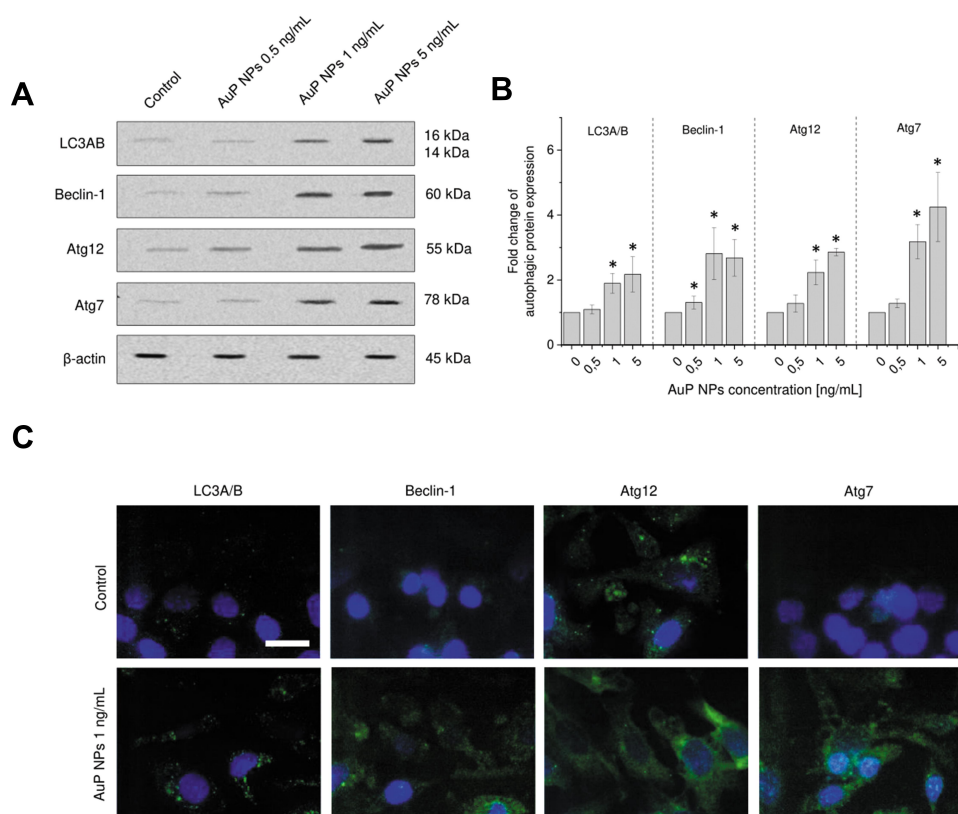 A
Control
AuP NPs 0.5 ng/mL
AuP NPs 1 ng/mL
AuP NPs 5 ng/mL
LC3AB
16 kDa
14 kDa
Beclin-1
60 kDa
Atg12
55 kDa
Atg7
78 kDa
β-actin
45 kDa
B
LC3A/B
Beclin-1
Atg12
Atg7
Fold change of
autophagic protein expression
6
4
2
0
0
0,5
1
5
0
0,5
1
5
0
0,5
1
5
0
0,5
1
5
*
*
*
*
*
*
*
*
*
AuP NPs concentration [ng/mL]
C
LC3A/B
Beclin-1
Atg12
Atg7
Control
AuP NPs 1 ng/mL